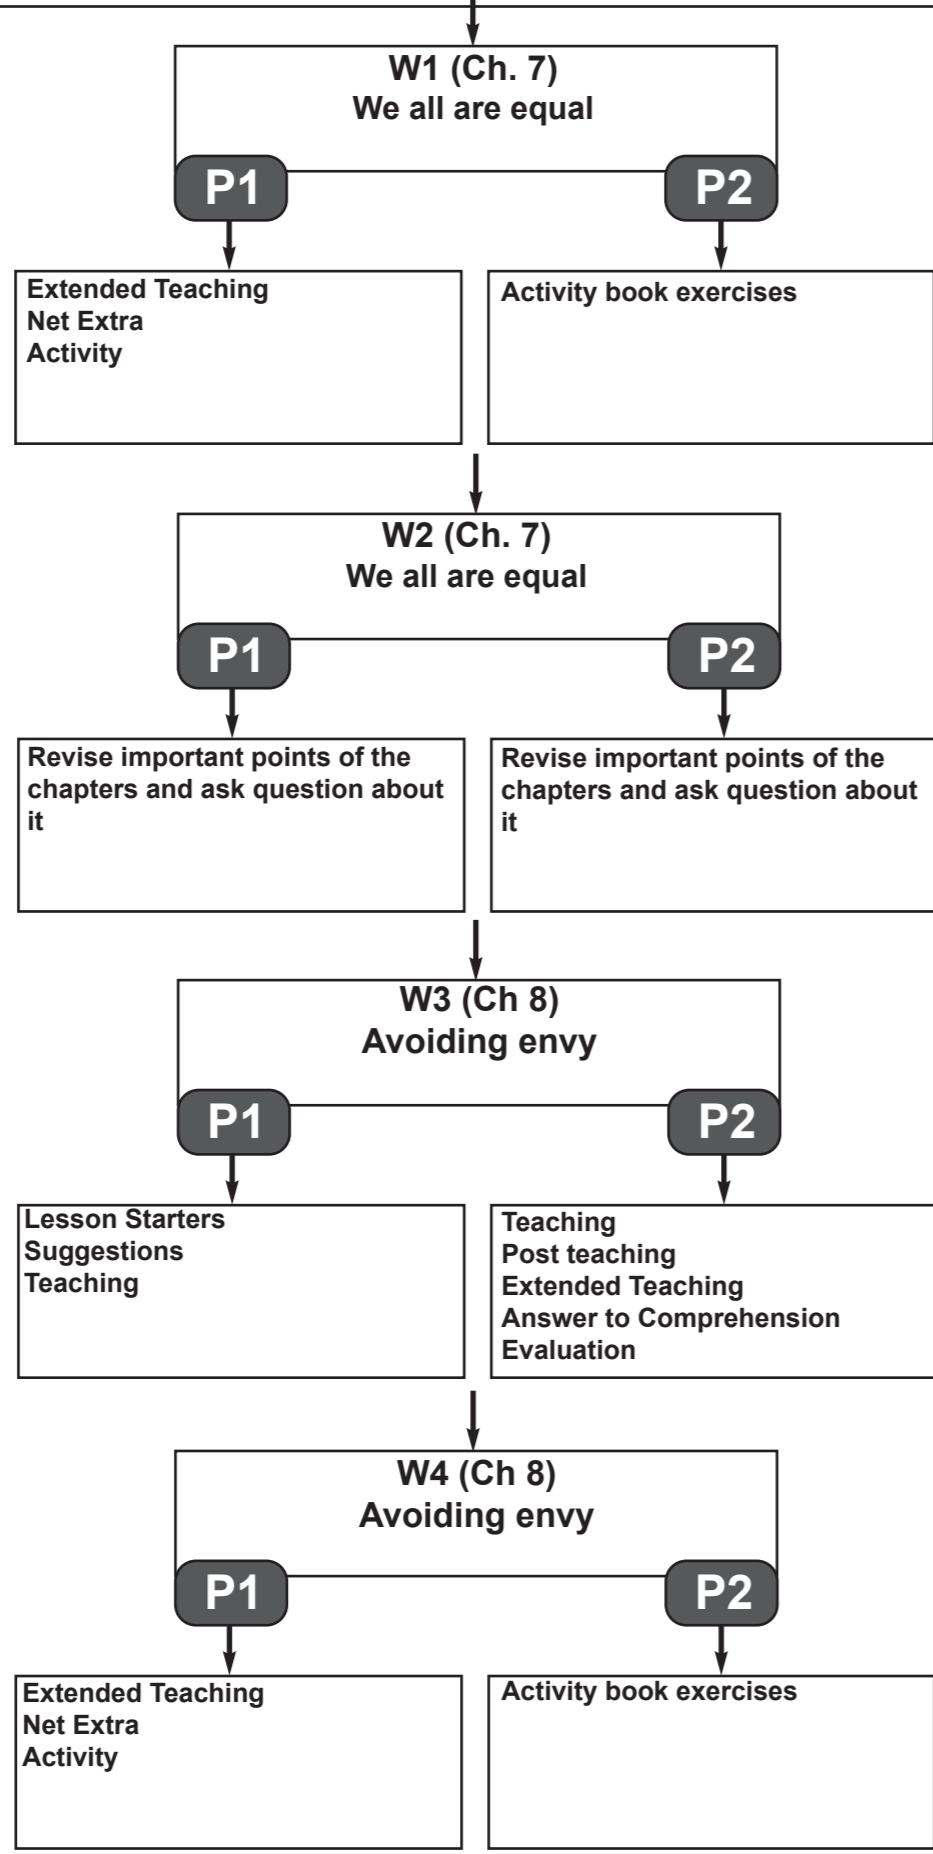 W1 (Ch. 7)
We all are equal
P1
P2
Extended Teaching
Net Extra
Activity
Activity book exercises
W2 (Ch. 7)
We all are equal
P1
P2
Revise important points of the
chapters and ask question about
it
Revise important points of the
chapters and ask question about
it
W3 (Ch 8)
Avoiding envy
P1
P2
Lesson Starters
Suggestions
Teaching
Teaching
Post teaching
Extended Teaching
Answer to Comprehension
Evaluation
W4 (Ch 8)
Avoiding envy
P1
P2
Extended Teaching
Net Extra
Activity
Activity book exercises